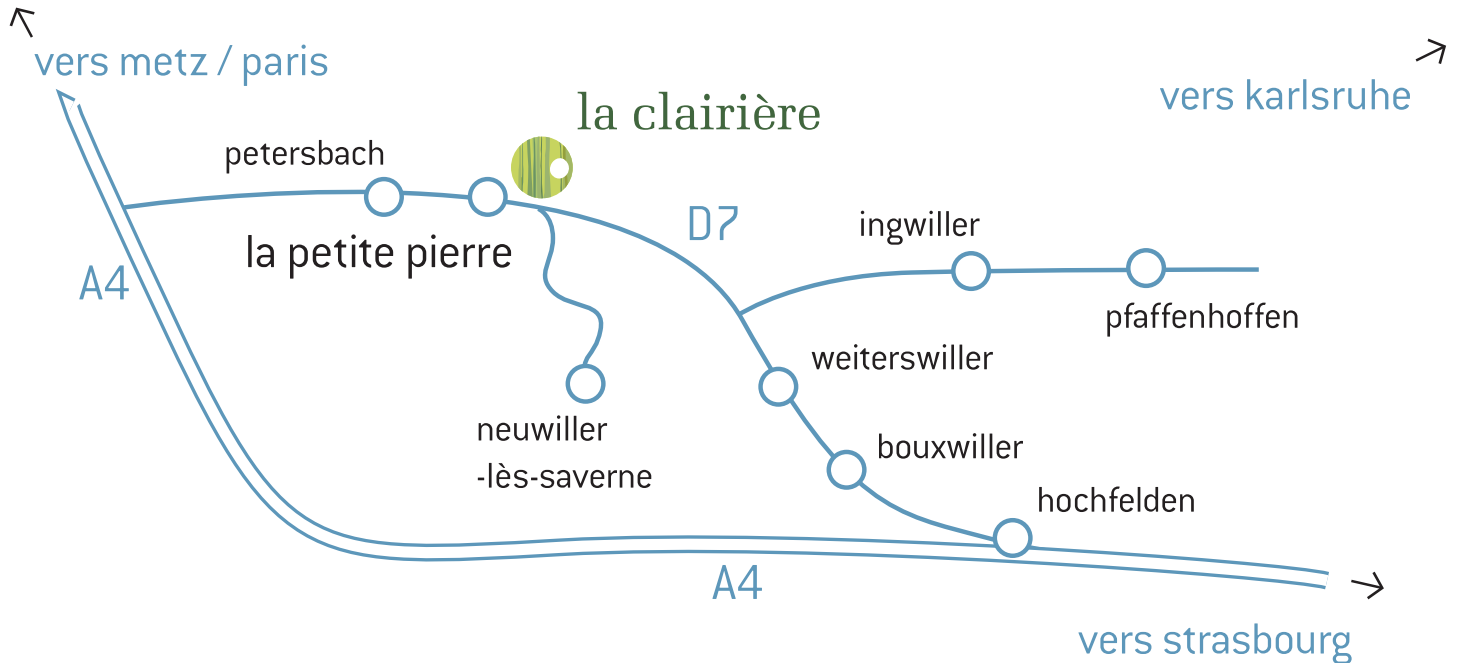 vers metz / paris
vers karlsruhe
la clairière
petersbach
D7
ingwiller
la petite pierre
A4
pfaffenhoffen
weiterswiller
neuwiller
-lès-saverne
bouxwiller
hochfelden
A4
vers strasbourg